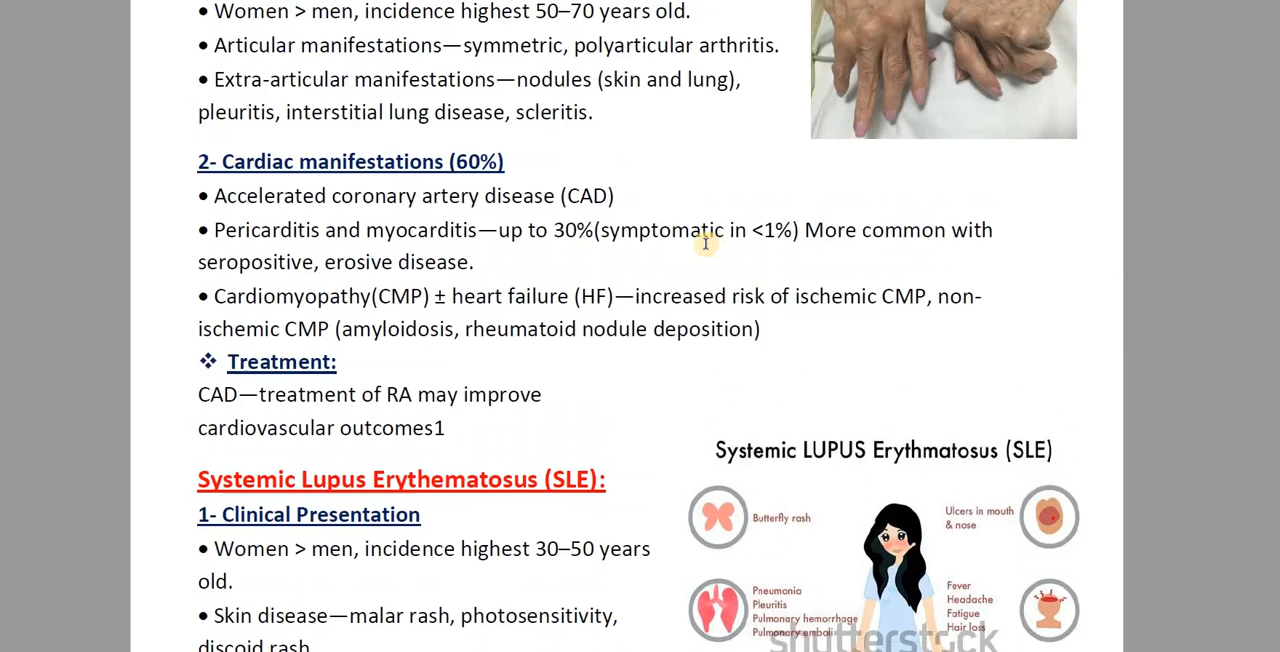 • Women > men, incidence highest 50–70 years old.
• Articular manifestations—symmetric, polyarticular arthritis.
• Extra-articular manifestations—nodules (skin and lung),
pleuritis, interstitial lung disease, scleritis.
2- Cardiac manifestations (60%)
• Accelerated coronary artery disease (CAD)
• Pericarditis and myocarditis—up to 30%(symptomatic in <1%) More common with
seropositive, erosive disease.
• Cardiomyopathy(CMP) ± heart failure (HF)—increased risk of ischemic CMP, non-
ischemic CMP (amyloidosis, rheumatoid nodule deposition)
❖ Treatment:
CAD—treatment of RA may improve
cardiovascular outcomes1
Systemic Lupus Erythematosus (SLE):
1- Clinical Presentation
• Women > men, incidence highest 30–50 years
old.
• Skin disease—malar rash, photosensitivity,
discoid rash
Systemic LUPUS Erythmatosus (SLE)
Butterfly rash
Ulcers in mouth
& nose
Pneumonia
Pleuritis
Pulmonary hemorrhage
Pulmonary emboli
Fever
Headache
Fatigue
Hair loss
shutterstock